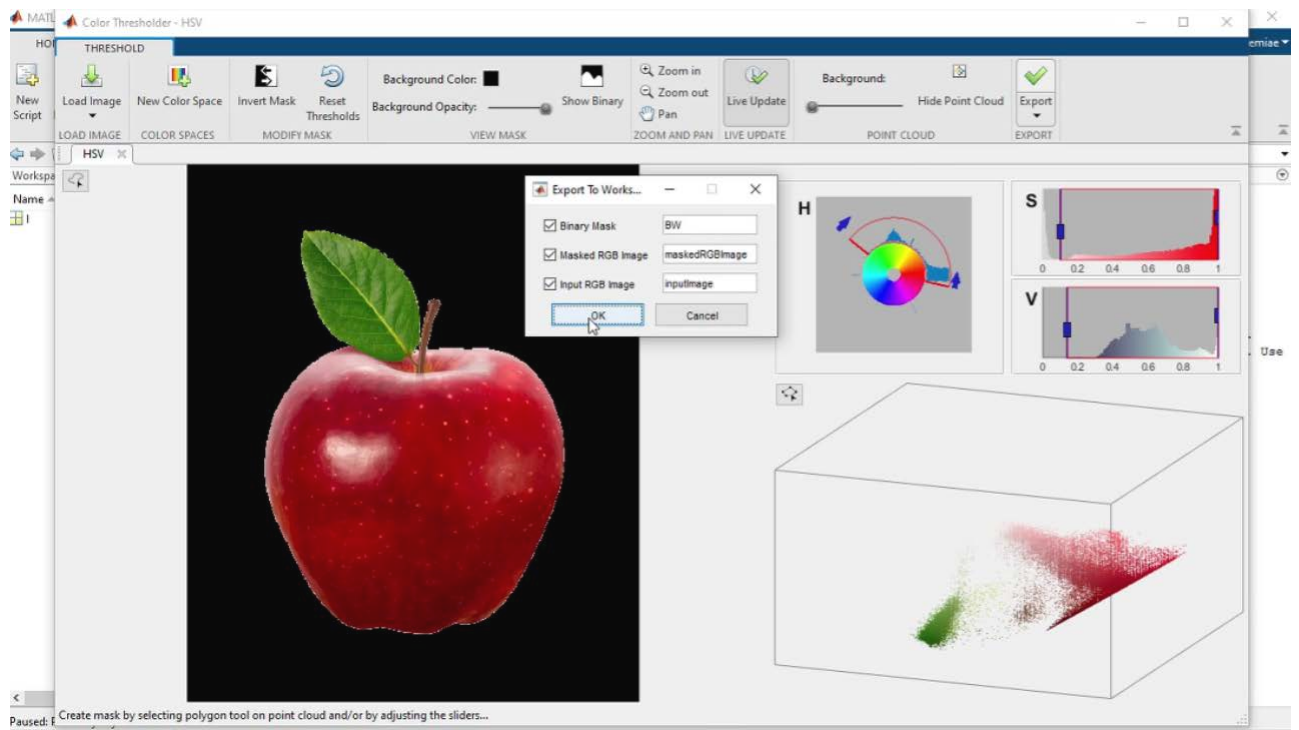 MATL
Color Thresholder - HSV
HO
THRESHOLD
emiae
New
Script
Load Image
New Color Space
Invert Mask
Reset
Thresholds
Background Color:
Background Opacity:
Show Binary
Zoom in
Zoom out
Pan
Live Update
Background:
Hide Point Cloud
Export
LOAD IMAGE
COLOR SPACES
MODIFY MASK
VIEW MASK
ZOOM AND PAN
LIVE UPDATE
POINT CLOUD
EXPORT
HSV
Workspa
Name
I
Export To Works...
Binary Mask
BW
Masked RGB Image
maskedRGBImage
Input RGB Image
inputImage
OK
Cancel
H
S
0 0.2 0.4 0.6 0.8 1
V
0 0.2 0.4 0.6 0.8 1
. Use
Paused: F
Create mask by selecting polygon tool on point cloud and/or by adjusting the sliders...